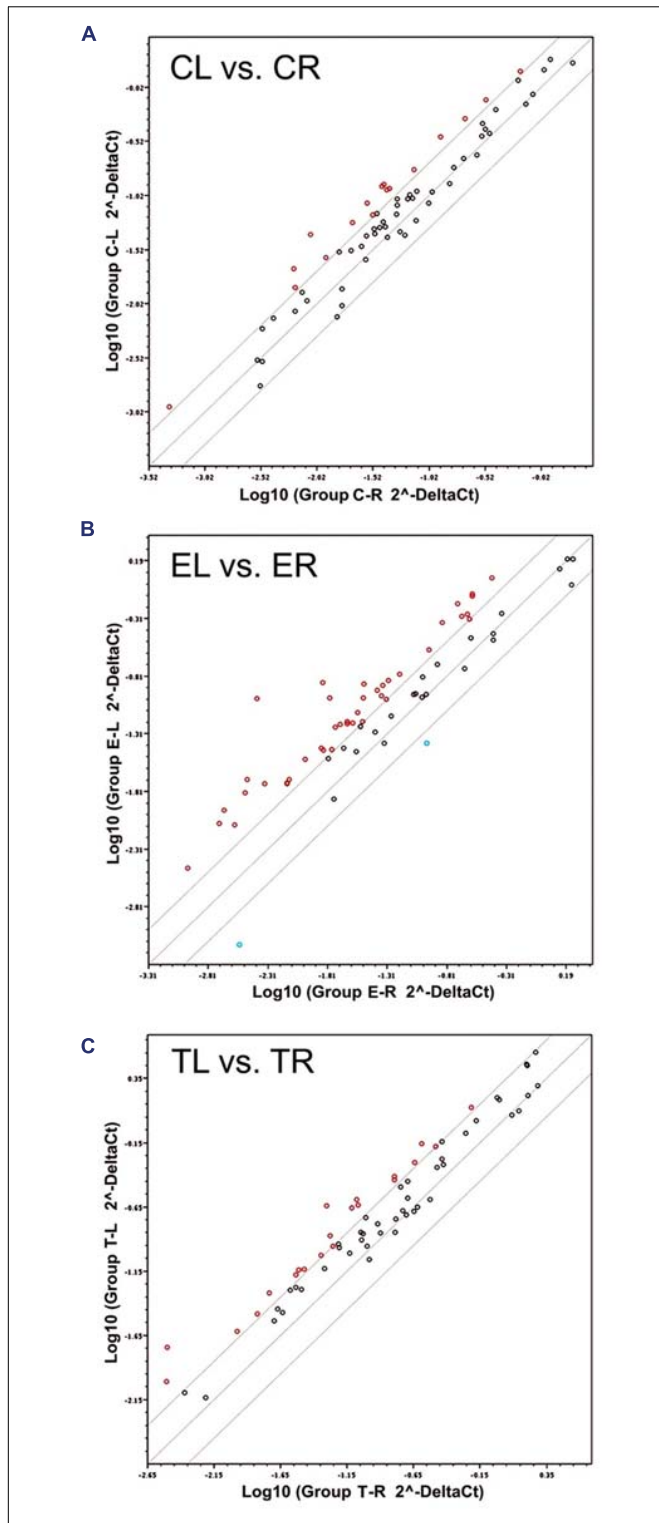 A
CL vs. CR
Log10 (Group C-L 2^-DeltaCt)
-0.02
-0.52
-1.02
-1.52
-2.02
-2.52
-3.02
-3.52 -3.02 -2.52 -2.02 -1.52 -1.02 -0.52 -0.02
Log10 (Group C-R 2^-DeltaCt)
B
EL vs. ER
Log10 (Group E-L 2^-DeltaCt)
0.19
-0.31
-0.81
-1.31
-1.81
-2.31
-2.81
-3.31 -2.81 -2.31 -1.81 -1.31 -0.81 -0.31 0.19
Log10 (Group E-R 2^-DeltaCt)
C
TL vs. TR
Log10 (Group T-L 2^-DeltaCt)
0.35
-0.15
-0.65
-1.15
-1.65
-2.15
-2.65 -2.15 -1.65 -1.15 -0.65 -0.15 0.35
Log10 (Group T-R 2^-DeltaCt)